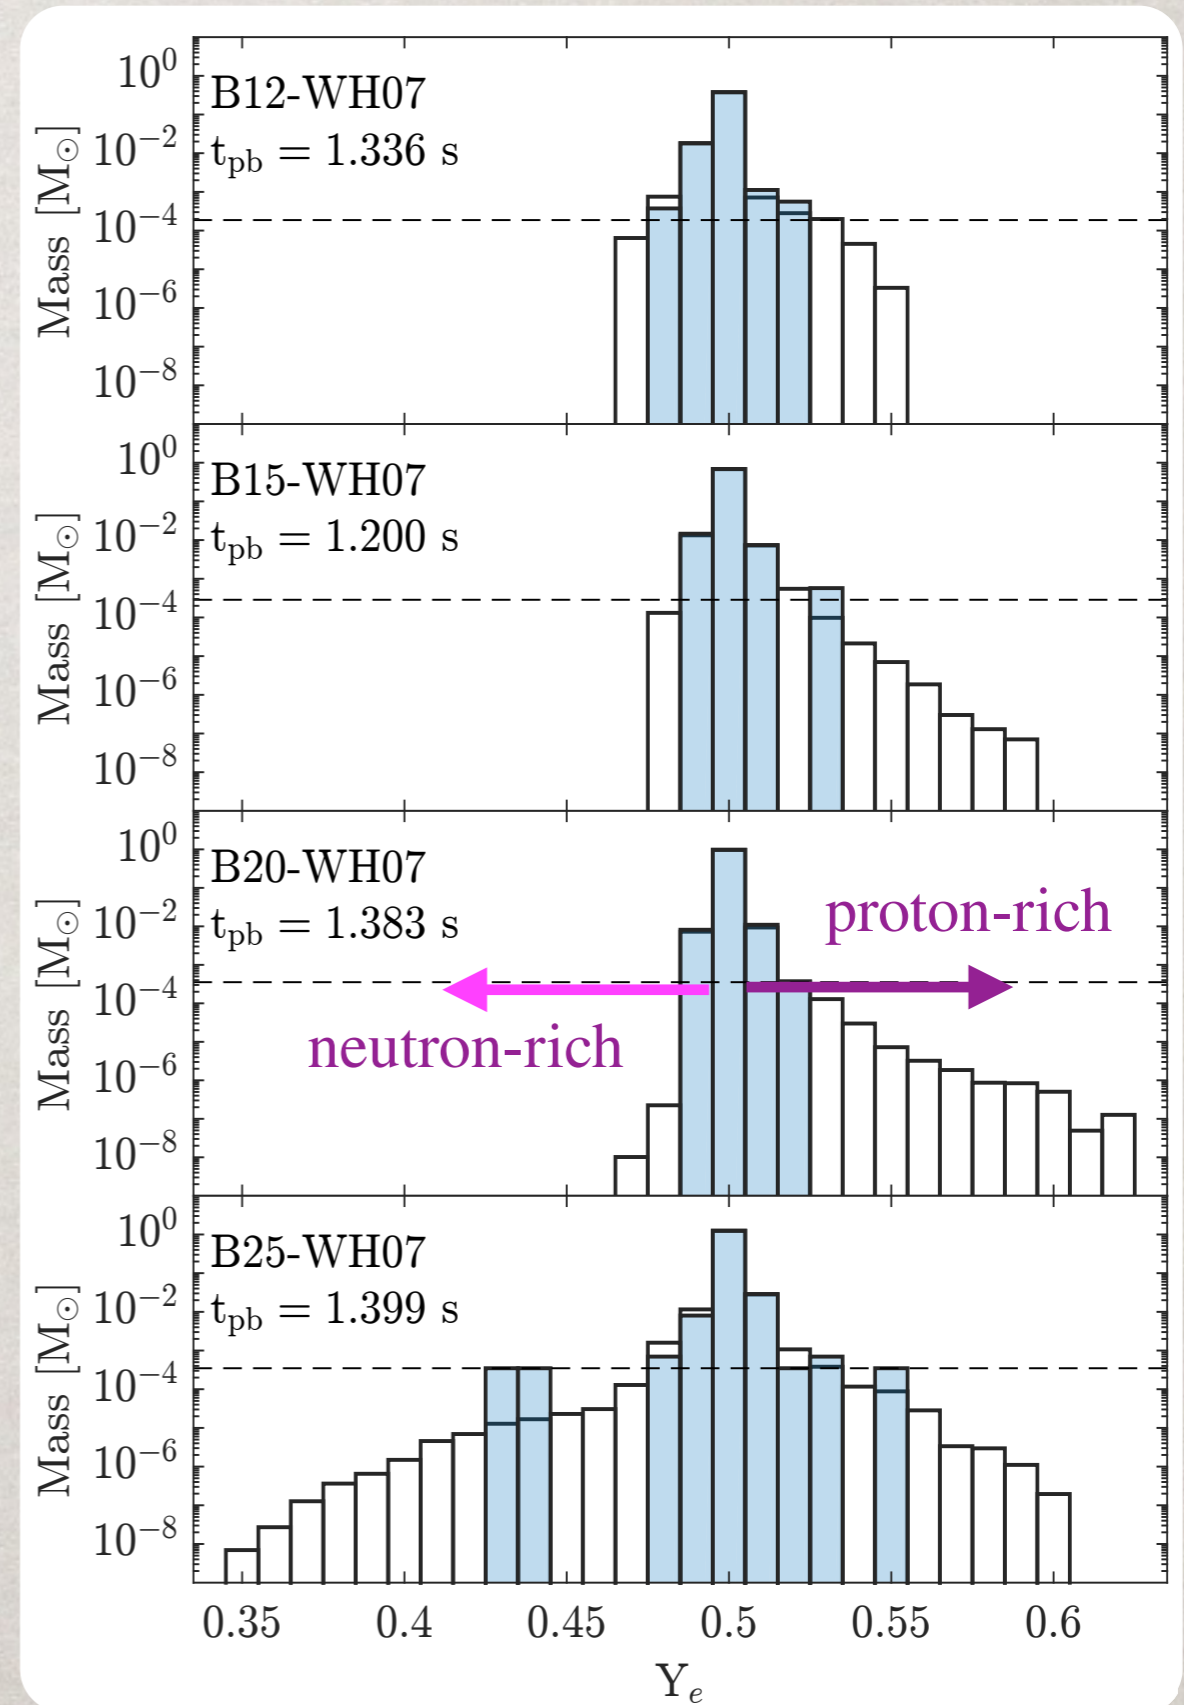 B12-WH07
t_pb = 1.336 s
Mass [M_⊙]
10^0
10^−2
10^−4
10^−6
10^−8
B15-WH07
t_pb = 1.200 s
Mass [M_⊙]
10^0
10^−2
10^−4
10^−6
10^−8
B20-WH07
t_pb = 1.383 s
proton-rich
neutron-rich
Mass [M_⊙]
10^0
10^−2
10^−4
10^−6
10^−8
B25-WH07
t_pb = 1.399 s
Mass [M_⊙]
10^0
10^−2
10^−4
10^−6
10^−8
0.35 0.4 0.45 0.5 0.55 0.6
Y_e